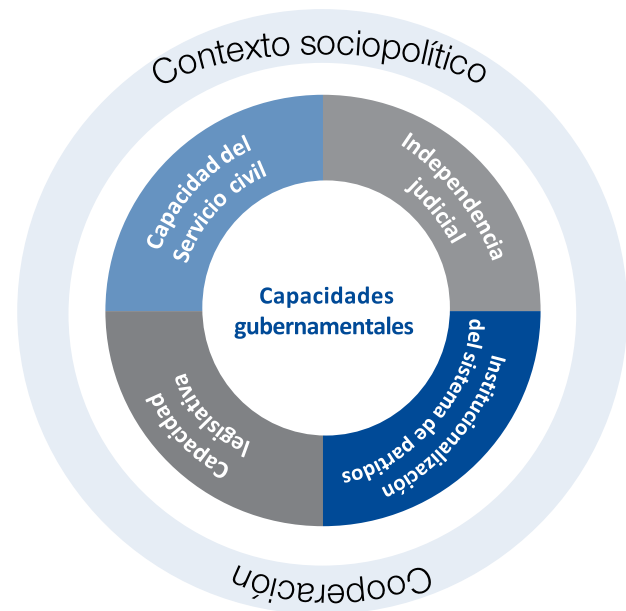 Contexto sociopolítico
Capacidad del
Servicio civil
Independencia
judicial
Capacidades
gubernamentales
Institucionalización
del sistema de partidos
Capacidad
legislativa
Cooperación